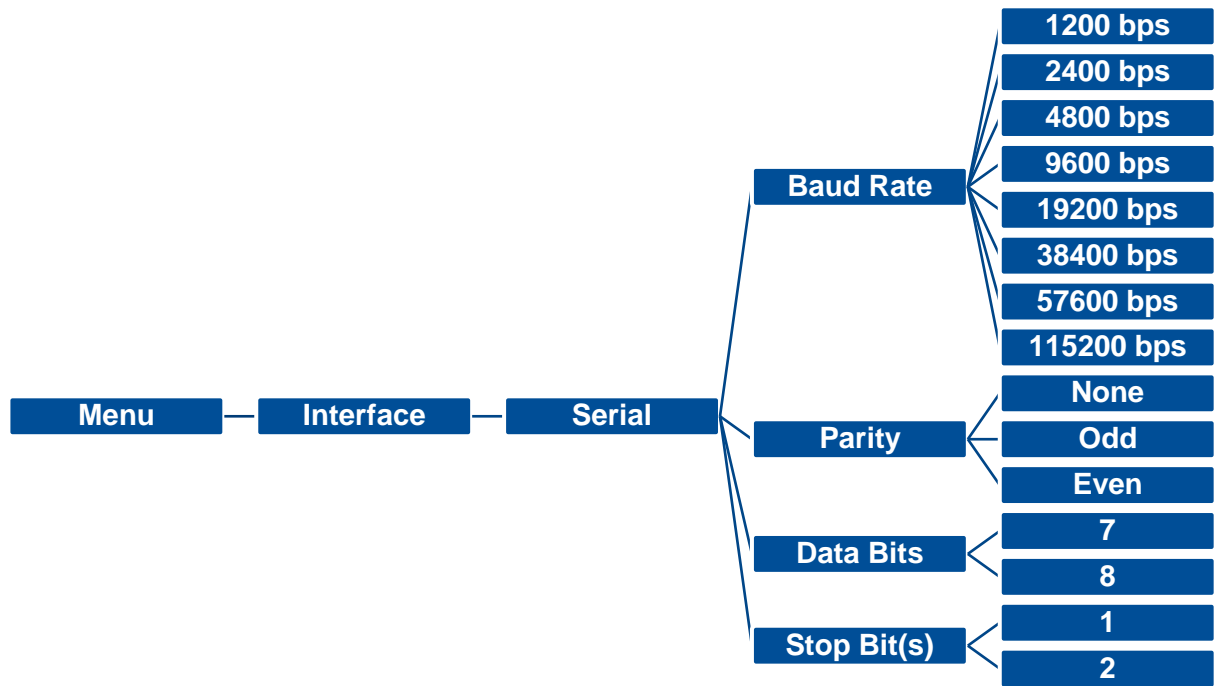 Menu
Interface
Serial
Baud Rate
1200 bps
2400 bps
4800 bps
9600 bps
19200 bps
38400 bps
57600 bps
115200 bps
Parity
None
Odd
Even
Data Bits
7
8
Stop Bit(s)
1
2